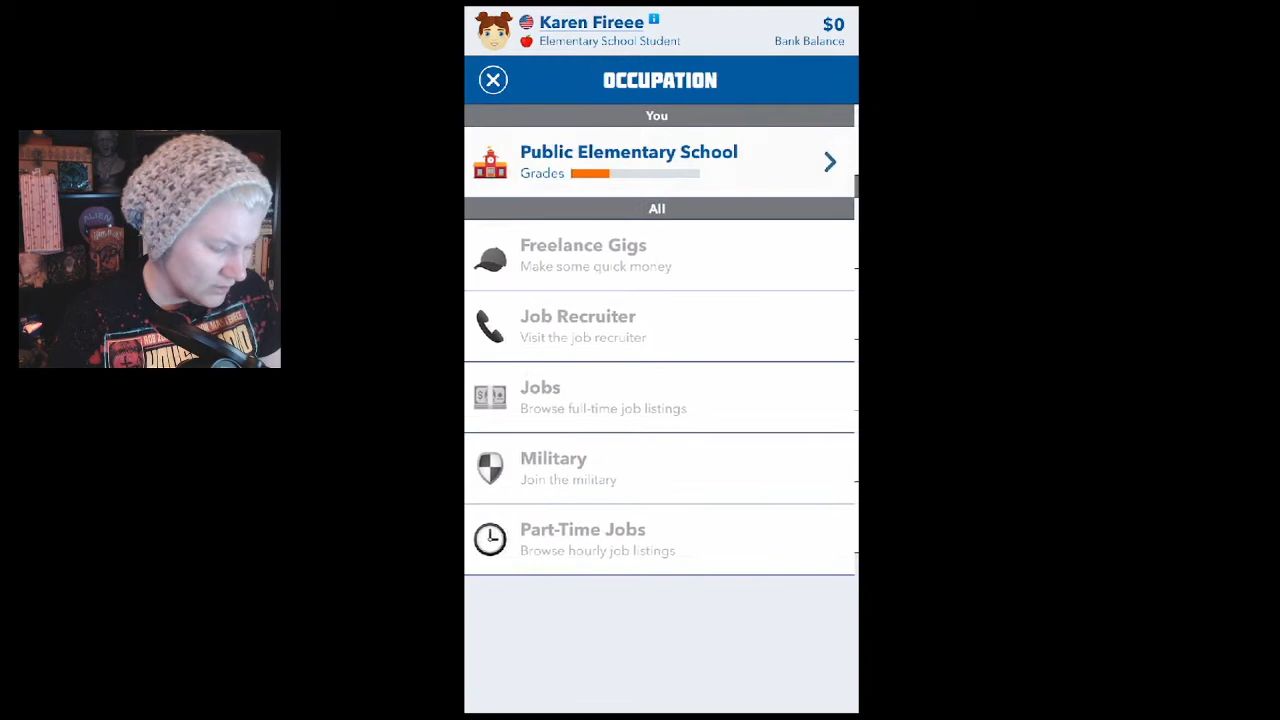 Karen Fireee
Elementary School Student
$0
Bank Balance
OCCUPATION
You
Public Elementary School
Grades
All
Freelance Gigs
Make some quick money
Job Recruiter
Visit the job recruiter
Jobs
Browse full-time job listings
Military
Join the military
Part-Time Jobs
Browse hourly job listings
ALIEN